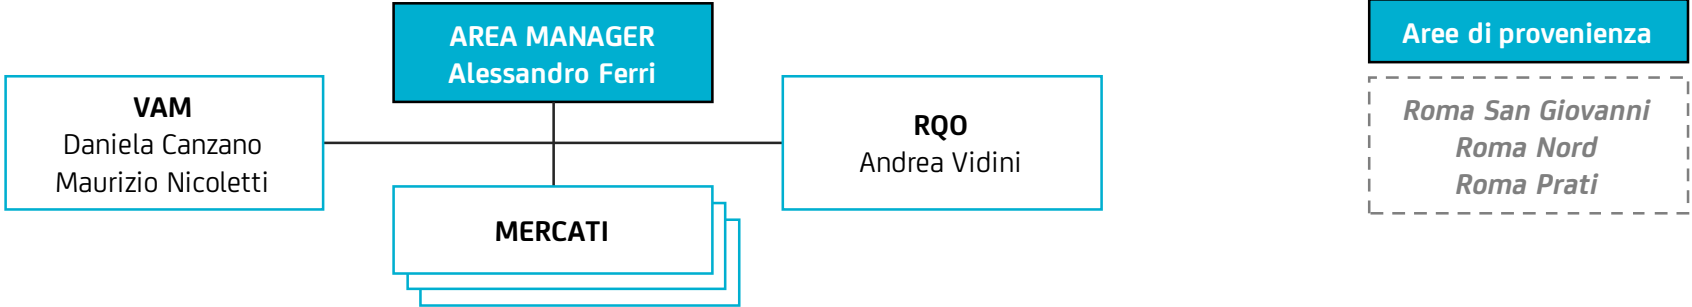 AREA MANAGER
Alessandro Ferri
VAM
Daniela Canzano
Maurizio Nicoletti
RQO
Andrea Vidini
MERCATI
Aree di provenienza
Roma San Giovanni
Roma Nord
Roma Prati